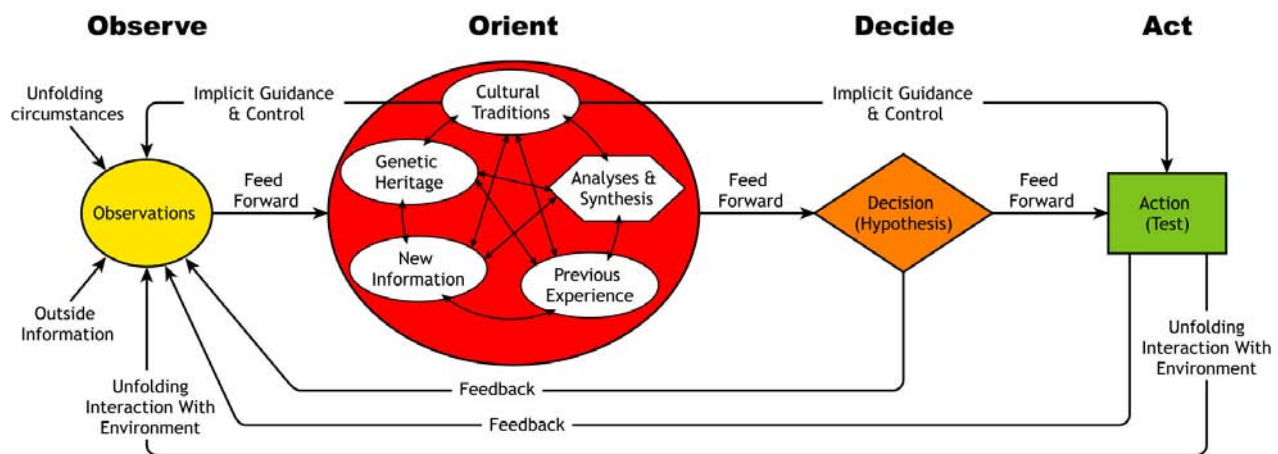 Observe
Orient
Decide
Act
Unfolding
circumstances
Implicit Guidance
& Control
Cultural
Traditions
Implicit Guidance
& Control
Genetic
Heritage
Analyses &
Synthesis
Observations
Feed
Forward
Feed
Forward
Decision
(Hypothesis)
Feed
Forward
Action
(Test)
New
Information
Previous
Experience
Outside
Information
Unfolding
Interaction With
Environment
Feedback
Feedback
Unfolding
Interaction With
Environment